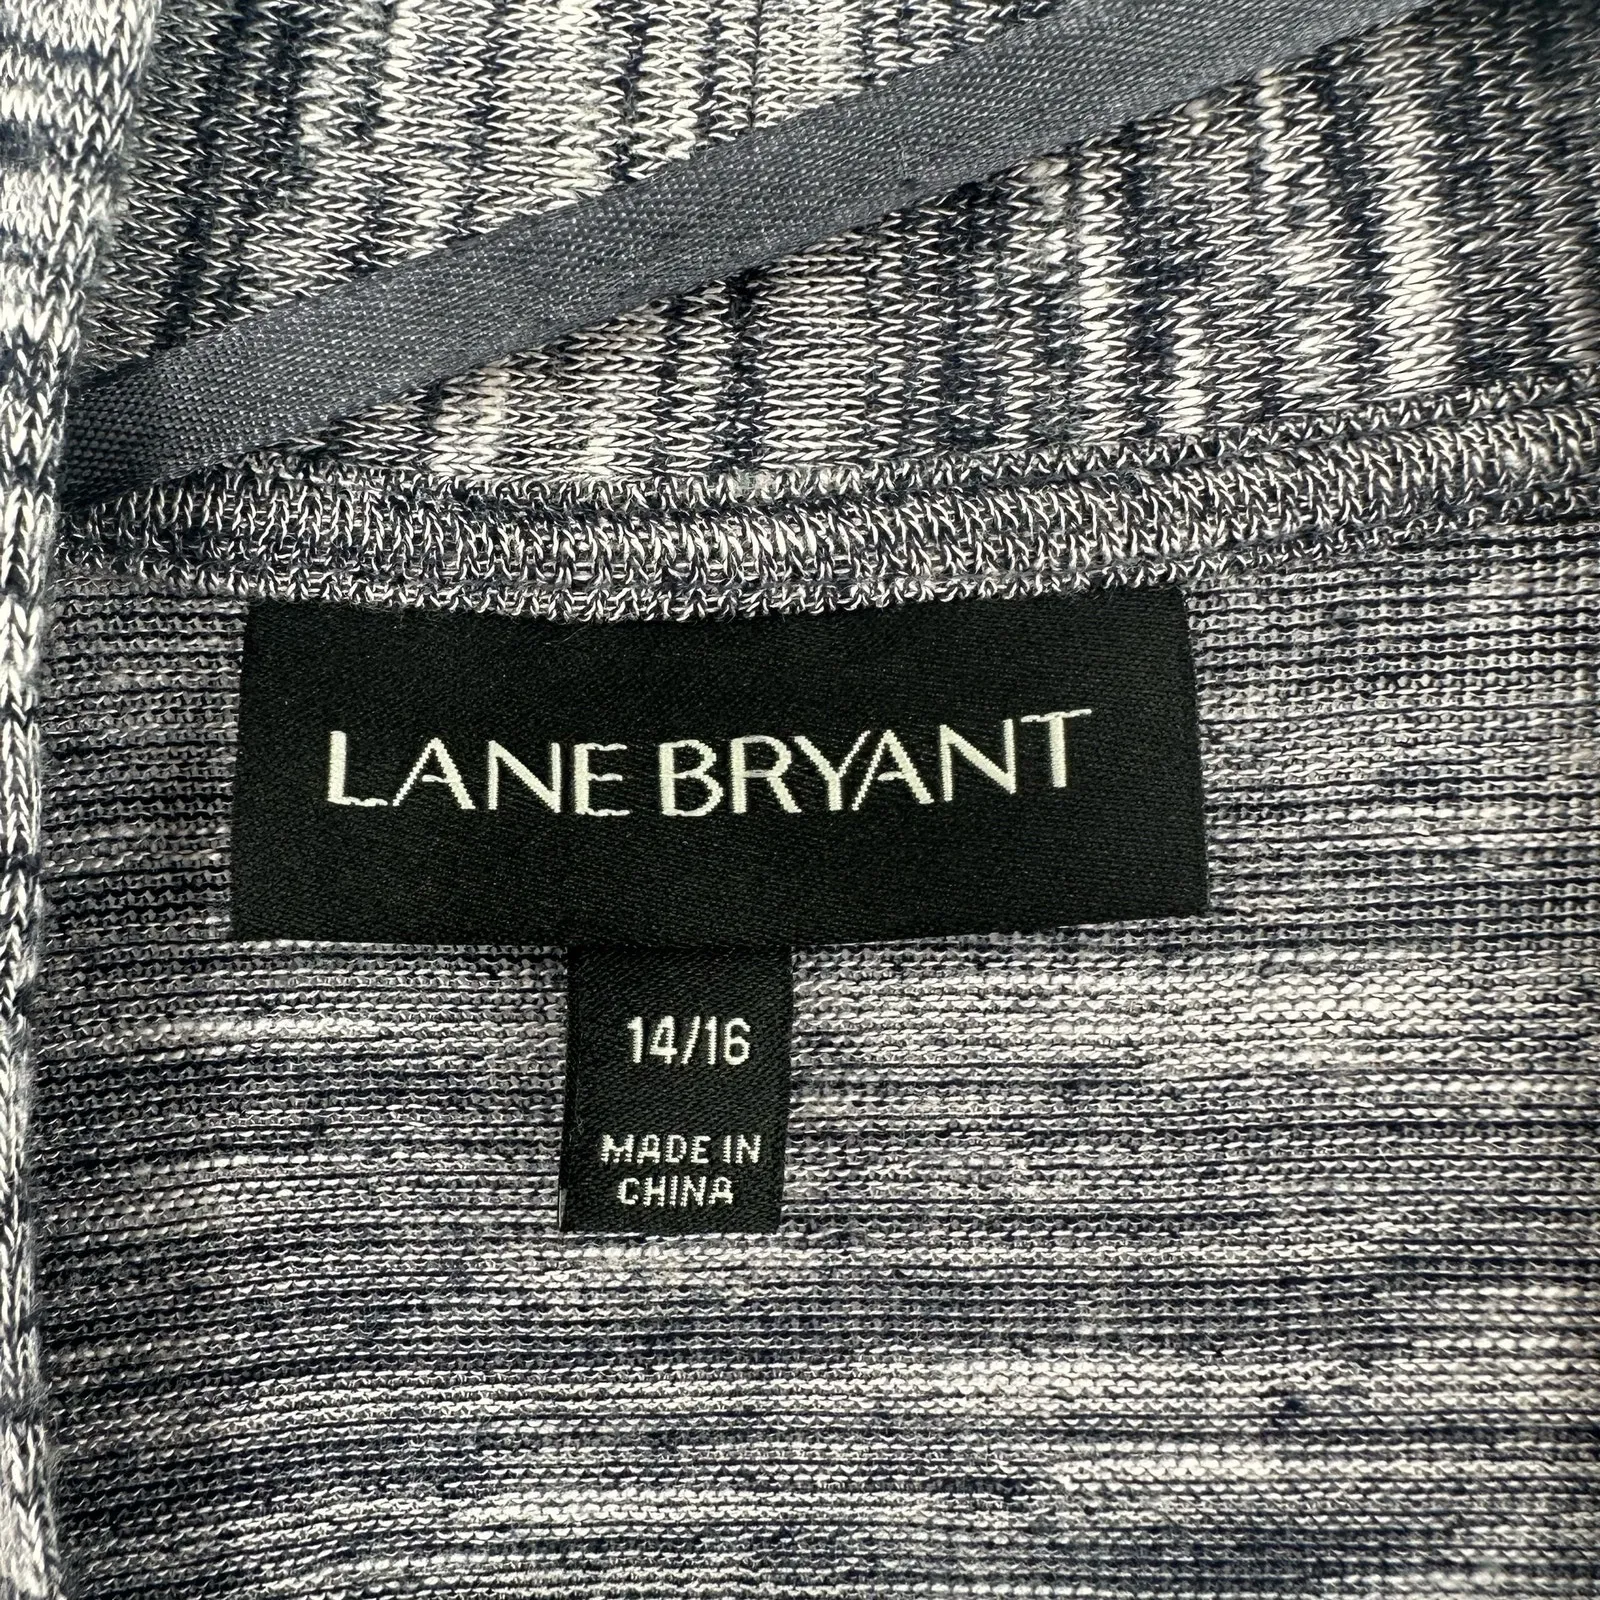 LANE BRYANT
14/16
MADE IN
CHINA